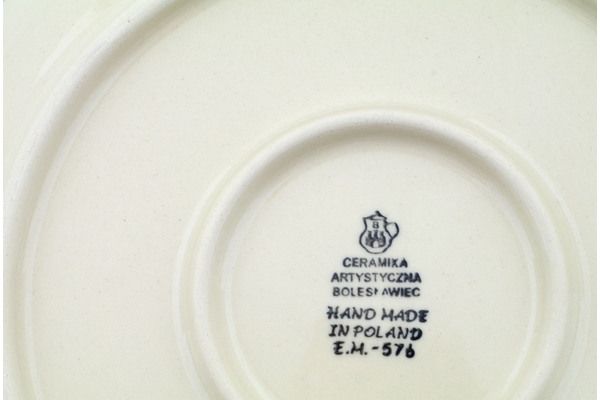 B
CERAMIKA
ARTYSTYCZNA
BOLESŁAWIEC
HAND MADE
IN POLAND
E.M.-576